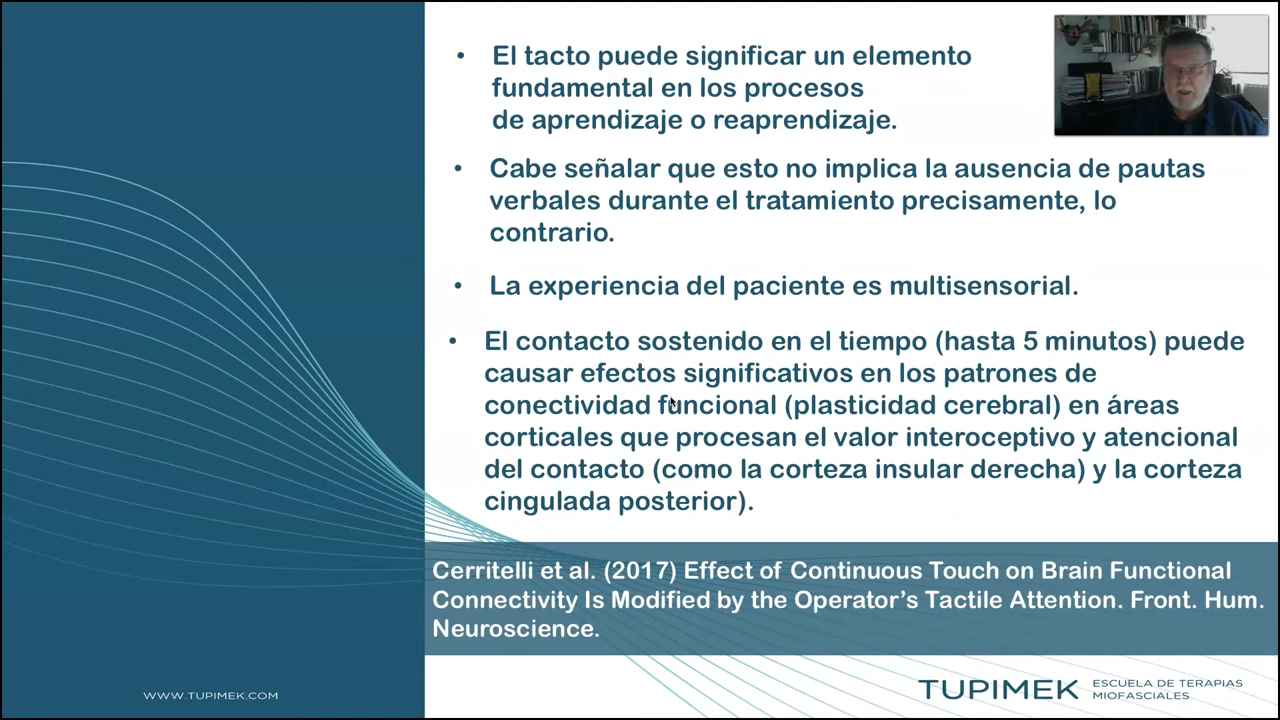 • El tacto puede significar un elemento
fundamental en los procesos
de aprendizaje o reaprendizaje.
• Cabe señalar que esto no implica la ausencia de pautas
verbales durante el tratamiento precisamente, lo
contrario.
• La experiencia del paciente es multisensorial.
• El contacto sostenido en el tiempo (hasta 5 minutos) puede
causar efectos significativos en los patrones de
conectividad funcional (plasticidad cerebral) en áreas
corticales que procesan el valor interoceptivo y atencional
del contacto (como la corteza insular derecha) y la corteza
cingulada posterior).
Cerritelli et al. (2017) Effect of Continuous Touch on Brain Functional
Connectivity Is Modified by the Operator’s Tactile Attention. Front. Hum.
Neuroscience.
WWW.TUPIMEK.COM
TUPIMEK
ESCUELA DE TERAPIAS
MIOFASCIALES